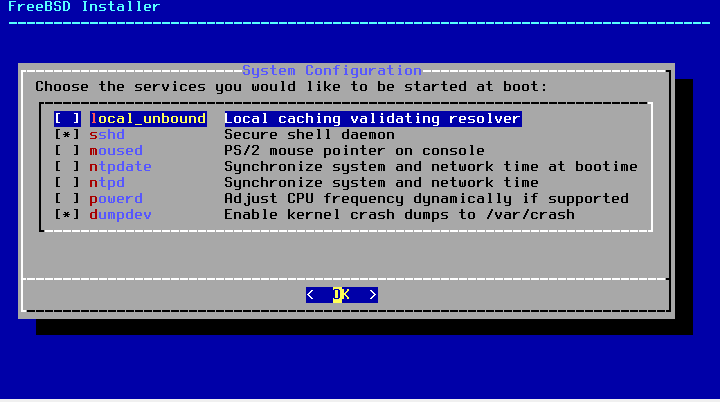 FreeBSD Installer
System Configuration
Choose the services you would like to be started at boot:
[ ] local_unbound Local caching validating resolver
[*] sshd Secure shell daemon
[ ] moused PS/2 mouse pointer on console
[ ] ntpdate Synchronize system and network time at bootime
[ ] ntpd Synchronize system and network time
[ ] powerd Adjust CPU frequency dynamically if supported
[*] dumpdev Enable kernel crash dumps to /var/crash
< OK >